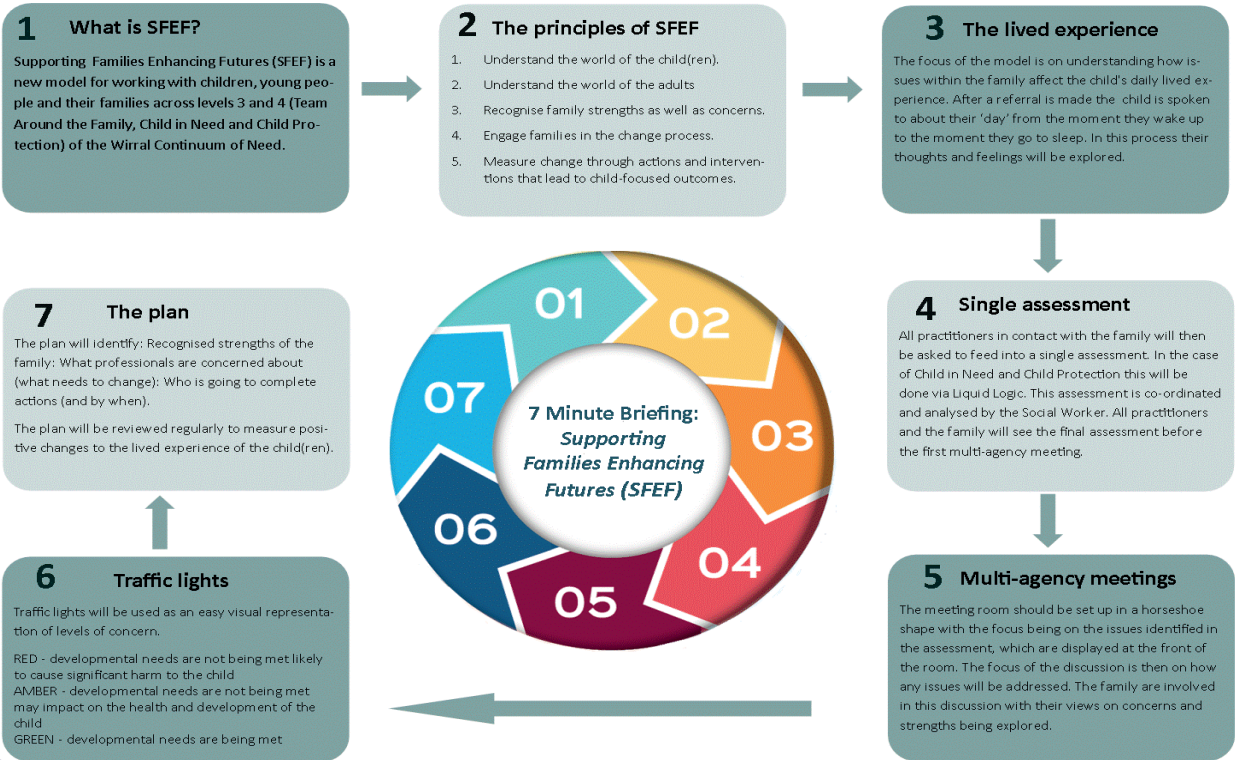 1 What is SFEF?
Supporting Families Enhancing Futures (SFEF) is a
new model for working with children, young peo-
ple and their families across levels 3 and 4 (Team
Around the Family, Child in Need and Child Pro-
tection) of the Wirral Continuum of Need.
2 The principles of SFEF
1. Understand the world of the child(ren).
2. Understand the world of the adults
3. Recognise family strengths as well as concerns.
4. Engage families in the change process.
5. Measure change through actions and interven-
tions that lead to child-focused outcomes.
3 The lived experience
The focus of the model is on understanding how is-
sues within the family affect the child's daily lived ex-
perience. After a referral is made the child is spoken
to about their ‘day’ from the moment they wake up
to the moment they go to sleep. In this process their
thoughts and feelings will be explored.
4 Single assessment
All practitioners in contact with the family will then
be asked to feed into a single assessment. In the case
of Child in Need and Child Protection this will be
done via Liquid Logic. This assessment is co-ordinated
and analysed by the Social Worker. All practitioners
and the family will see the final assessment before
the first multi-agency meeting.
5 Multi-agency meetings
The meeting room should be set up in a horseshoe
shape with the focus being on the issues identified in
the assessment, which are displayed at the front of
the room. The focus of the discussion is then on how
any issues will be addressed. The family are involved
in this discussion with their views on concerns and
strengths being explored.
6 Traffic lights
Traffic lights will be used as an easy visual representa-
tion of levels of concern.
RED - developmental needs are not being met likely
to cause significant harm to the child
AMBER - developmental needs are not being met
may impact on the health and development of the
child
GREEN - developmental needs are being met
7 The plan
The plan will identify: Recognised strengths of the
family: What professionals are concerned about
(what needs to change): Who is going to complete
actions (and by when).
The plan will be reviewed regularly to measure posi-
tive changes to the lived experience of the child(ren).
01
02
03
04
05
06
07
7 Minute Briefing:
Supporting
Families Enhancing
Futures (SFEF)